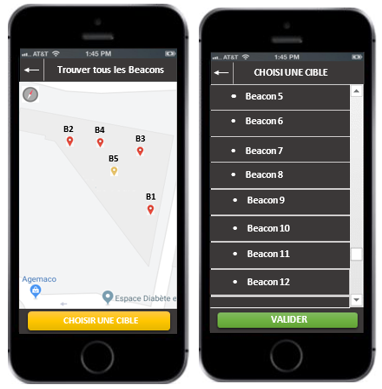 AT&T 1:45 PM
Trouver tous les Beacons
B2
B4
B3
B5
B1
Agernaco
Espace Diabète e
CHOISIR UNE CIBLE
AT&T 1:45 PM
CHOISI UNE CIBLE
Beacon 5
Beacon 6
Beacon 7
Beacon 8
Beacon 9
Beacon 10
Beacon 11
Beacon 12
VALIDER